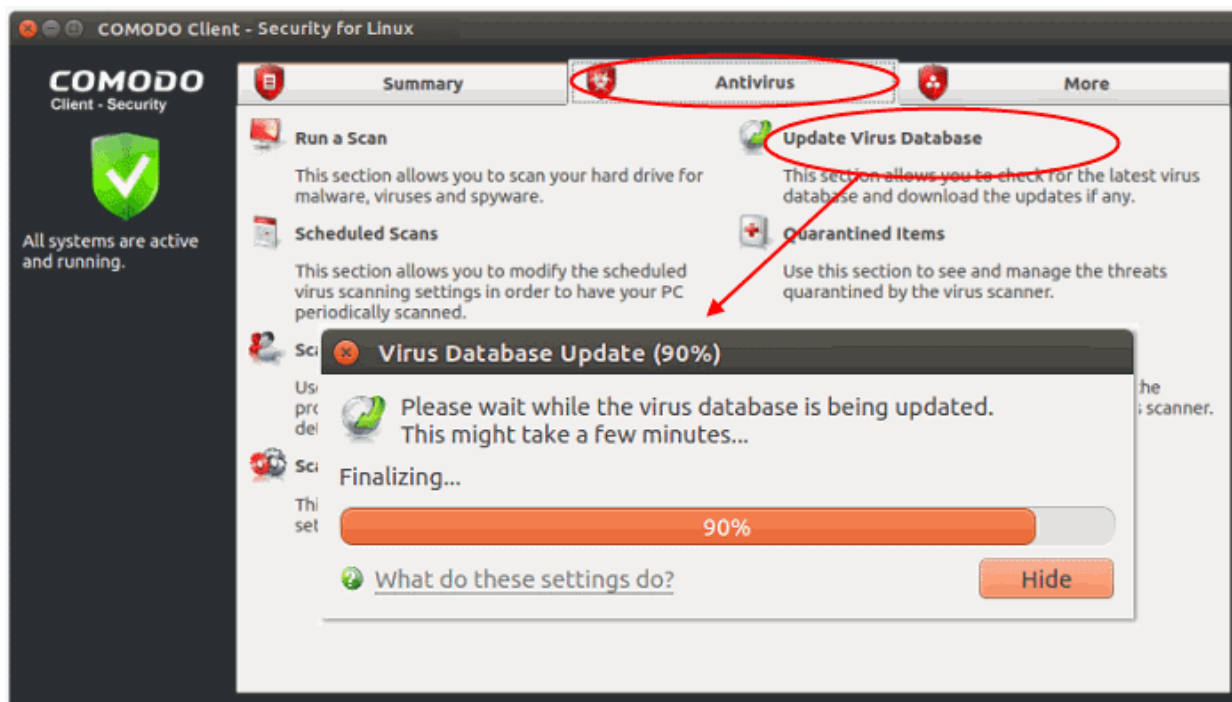 COMODO Client - Security for Linux
COMODO
Client - Security
All systems are active
and running.
Summary
Antivirus
More
Run a Scan
This section allows you to scan your hard drive for
malware, viruses and spyware.
Update Virus Database
This section allows you to check for the latest virus
database and download the updates if any.
Scheduled Scans
This section allows you to modify the scheduled
virus scanning settings in order to have your PC
periodically scanned.
Quarantined Items
Use this section to see and manage the threats
quarantined by the virus scanner.
he
scanner.
Virus Database Update (90%)
Please wait while the virus database is being updated.
This might take a few minutes...
Finalizing...
90%
What do these settings do?
Hide